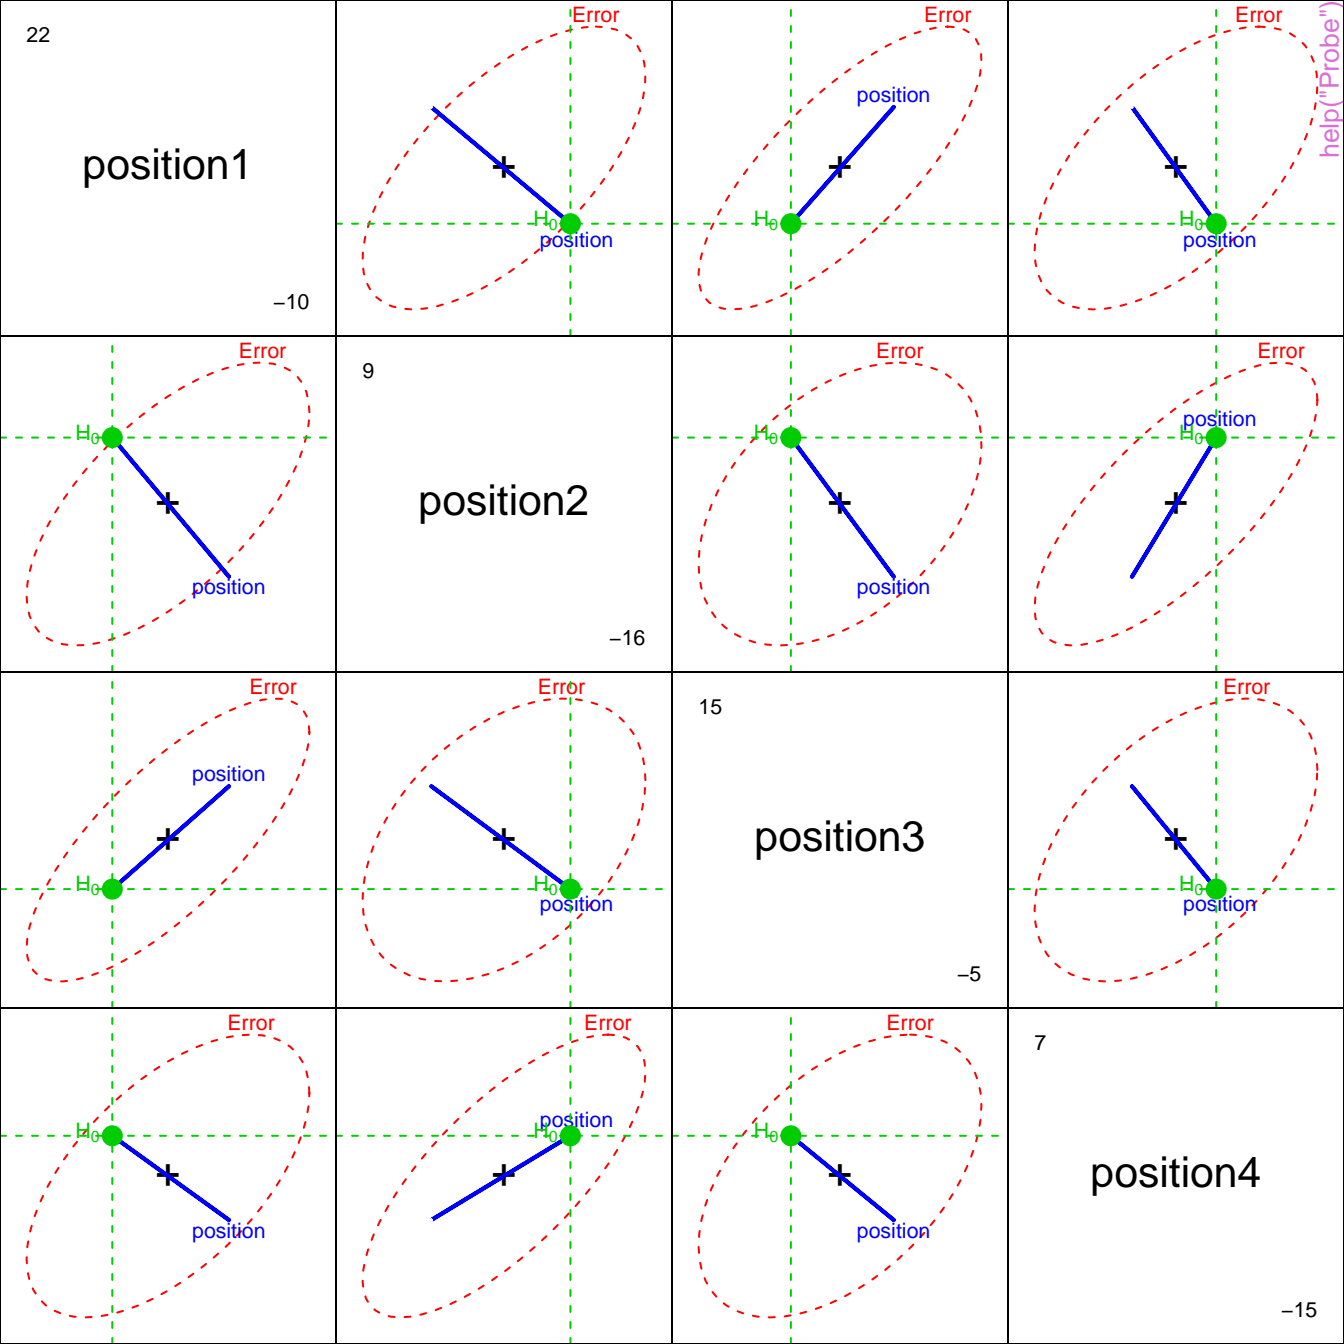 22
position1
−10
Error
H0
position
Error
position
H0
Error
H0
position
help("Probe")
Error
H0
position
9
position2
−16
Error
H0
position
Error
position
H0
Error
position
H0
Error
H0
position
15
position3
−5
Error
H0
position
Error
H0
position
Error
position
H0
Error
H0
position
7
position4
−15